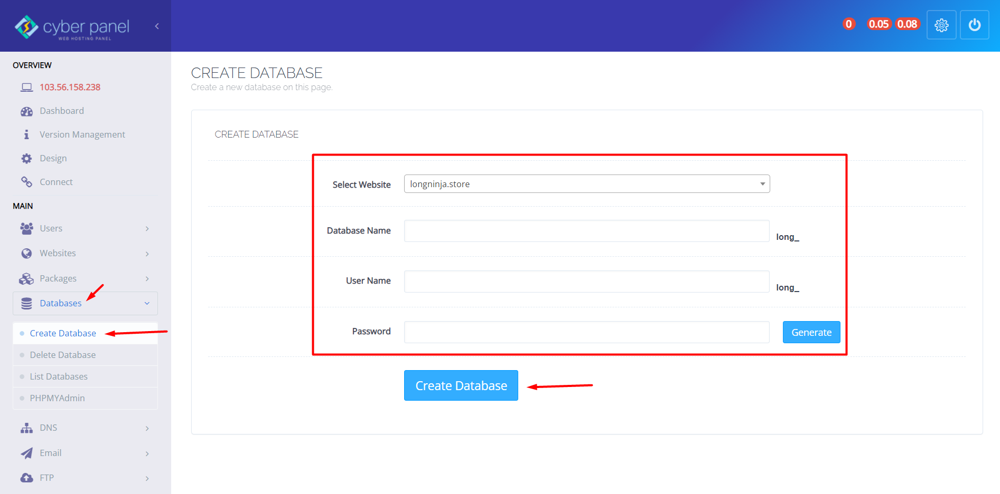 cyber panel
WEB HOSTING PANEL
0 0.05 0.08
OVERVIEW
103.56.158.238
Dashboard
Version Management
Design
Connect
MAIN
Users
Websites
Packages
Databases
Create Database
Delete Database
List Databases
PHPMYAdmin
DNS
Email
FTP
CREATE DATABASE
Create a new database on this page.
CREATE DATABASE
Select Website longninja.store
Database Name long_
User Name long_
Password Generate
Create Database